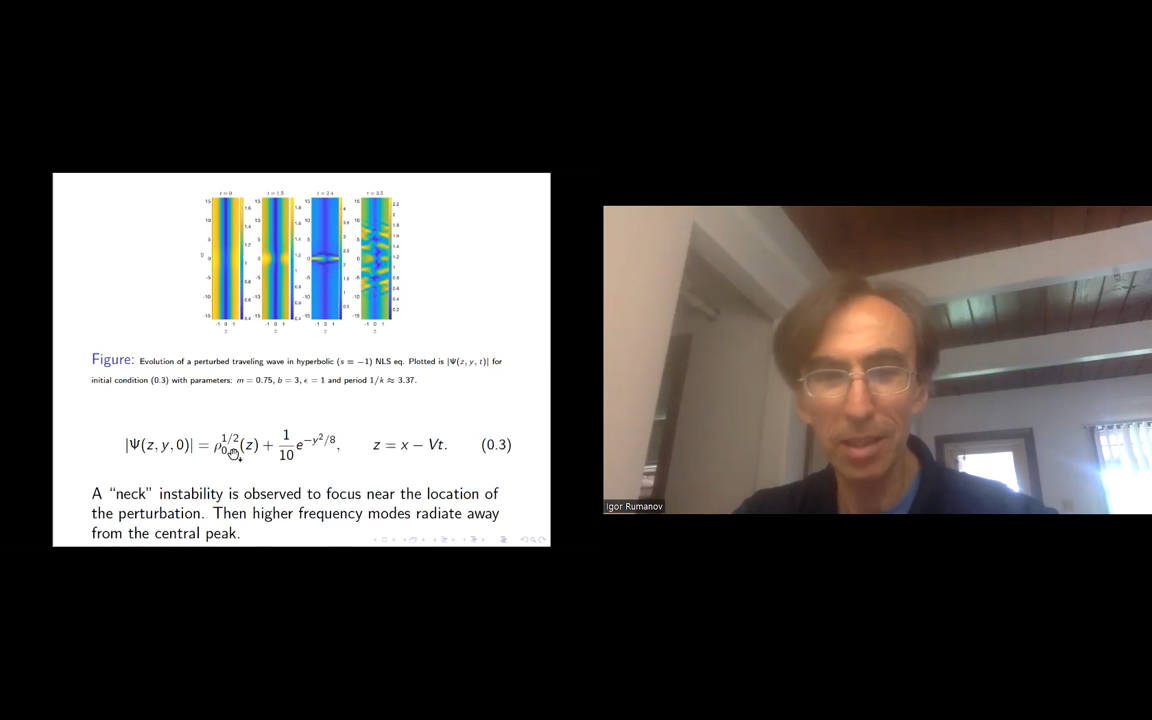 t = 0 t = 1.5 t = 2.4 t = 3.5
Figure: Evolution of a perturbed traveling wave in hyperbolic (s = −1) NLS eq. Plotted is |Ψ(z, y, t)| for
initial condition (0.3) with parameters: m = 0.75, b = 3, ϵ = 1 and period 1/k ≈ 3.37.
|Ψ(z, y, 0)| = ρ₀^{1/2}(z) + 1/10 e^{−y²/8}, z = x − Vt. (0.3)
A “neck” instability is observed to focus near the location of
the perturbation. Then higher frequency modes radiate away
from the central peak.
Igor Rumanov